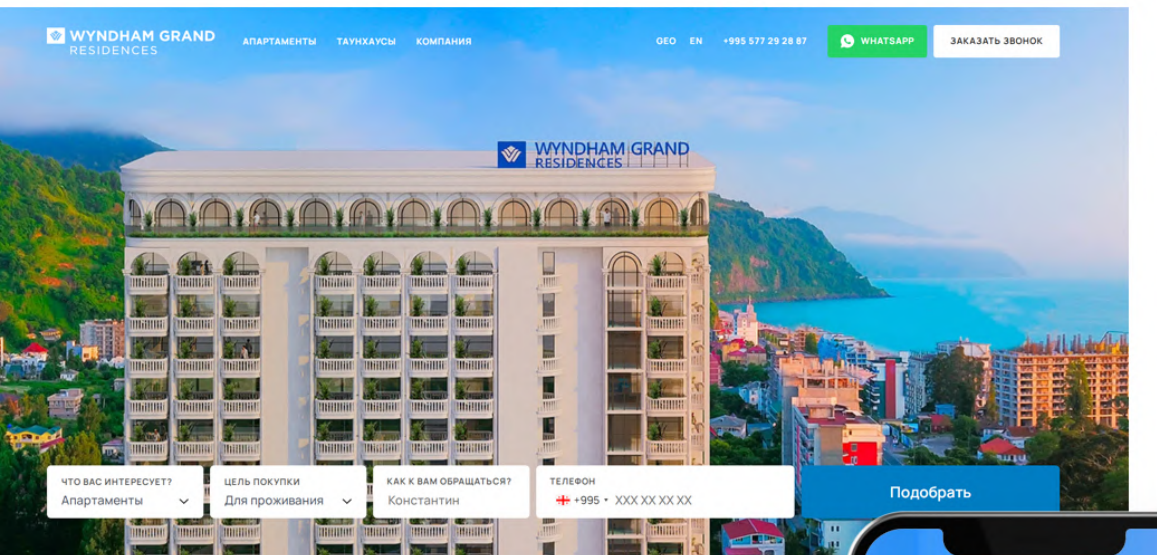 WYNDHAM GRAND
RESIDENCES
АПАРТАМЕНТЫ ТАУНХАУСЫ КОМПАНИЯ
GEO EN +995 577 29 28 87
WHATSAPP
ЗАКАЗАТЬ ЗВОНОК
WYNDHAM GRAND
RESIDENCES
ЧТО ВАС ИНТЕРЕСУЕТ?
Апартаменты
ЦЕЛЬ ПОКУПКИ
Для проживания
КАК К ВАМ ОБРАЩАТЬСЯ?
Константин
ТЕЛЕФОН
+995 XXX XX XX XX
Подобрать